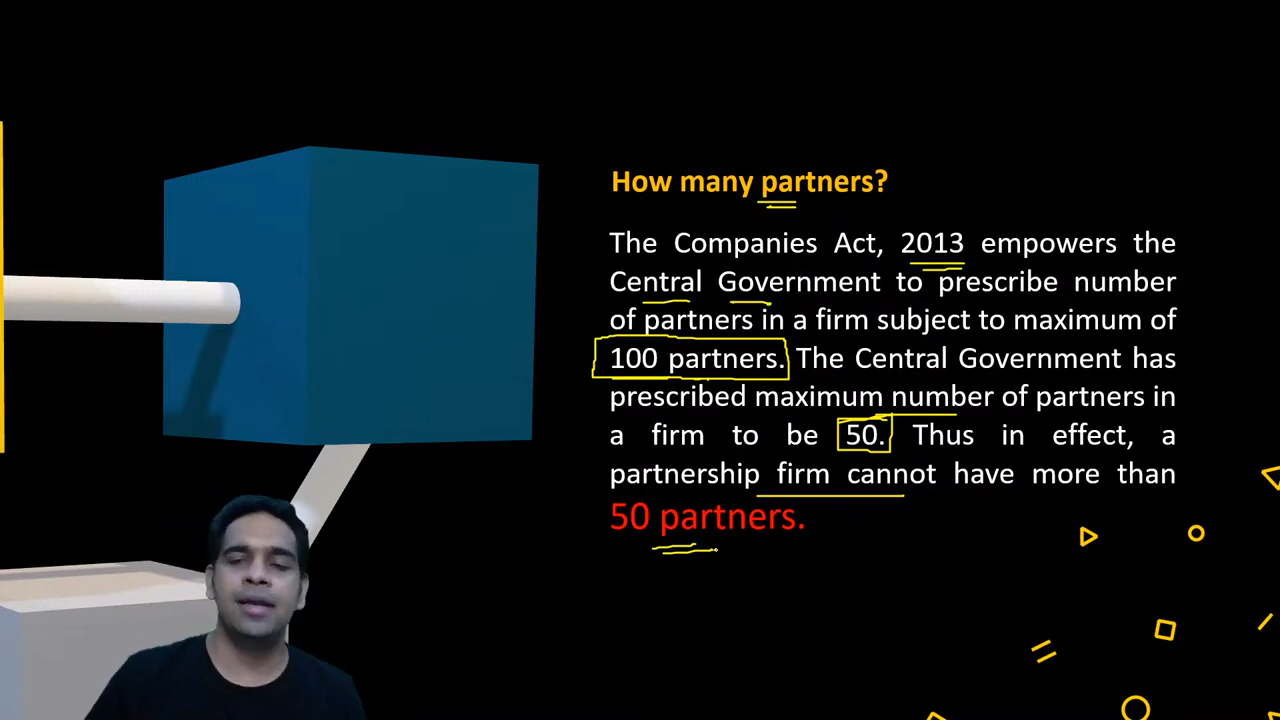 How many partners?
The Companies Act, 2013 empowers the
Central Government to prescribe number
of partners in a firm subject to maximum of
100 partners. The Central Government has
prescribed maximum number of partners in
a firm to be 50. Thus in effect, a
partnership firm cannot have more than
50 partners.